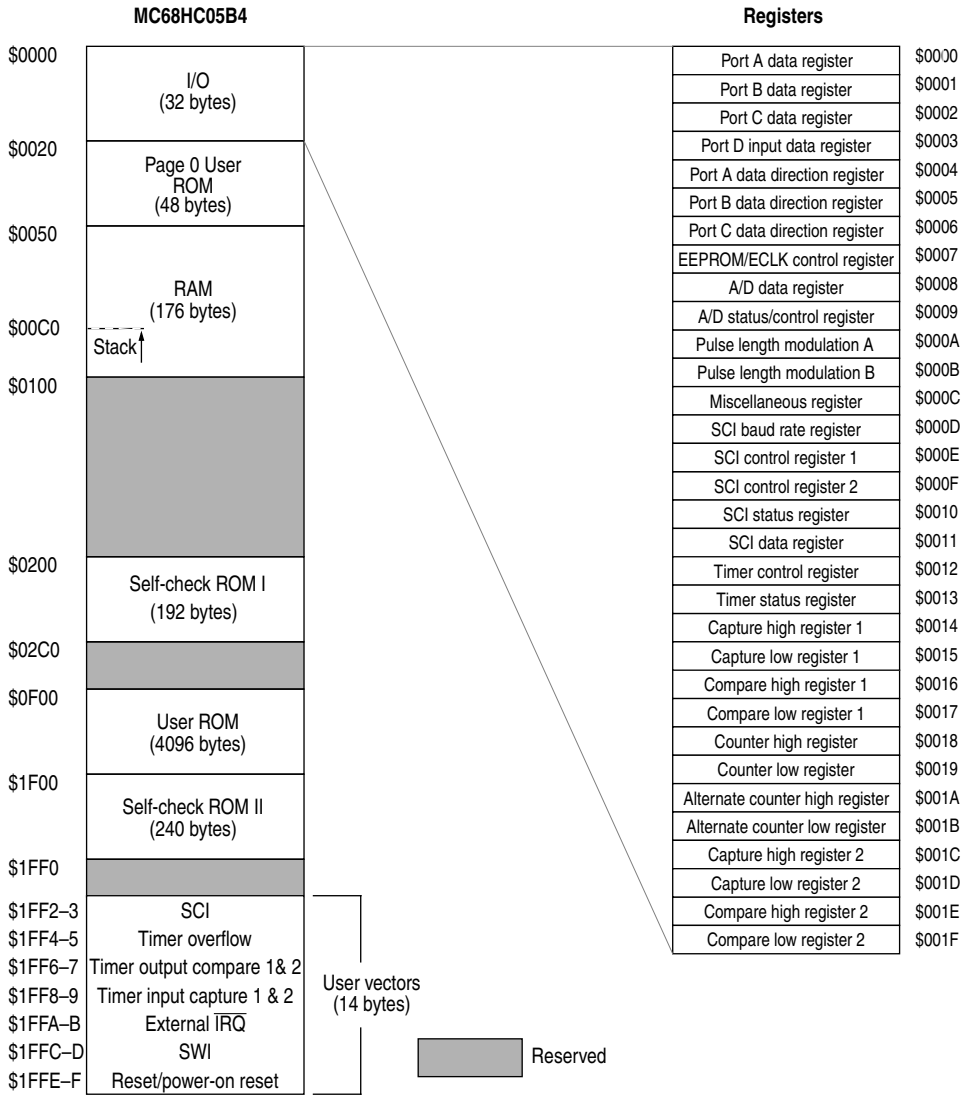 MC68HC05B4
$0000
I/O
(32 bytes)
$0020
Page 0 User
ROM
(48 bytes)
$0050
RAM
(176 bytes)
$00C0
Stack
$0100
$0200
Self-check ROM I
(192 bytes)
$02C0
$0F00
User ROM
(4096 bytes)
$1F00
Self-check ROM II
(240 bytes)
$1FF0
$1FF2–3 SCI
$1FF4–5 Timer overflow
$1FF6–7 Timer output compare 1& 2
$1FF8–9 Timer input capture 1 & 2
$1FFA–B External IRQ
$1FFC–D SWI
$1FFE–F Reset/power-on reset
User vectors
(14 bytes)
Reserved
Registers
Port A data register $0000
Port B data register $0001
Port C data register $0002
Port D input data register $0003
Port A data direction register $0004
Port B data direction register $0005
Port C data direction register $0006
EEPROM/ECLK control register $0007
A/D data register $0008
A/D status/control register $0009
Pulse length modulation A $000A
Pulse length modulation B $000B
Miscellaneous register $000C
SCI baud rate register $000D
SCI control register 1 $000E
SCI control register 2 $000F
SCI status register $0010
SCI data register $0011
Timer control register $0012
Timer status register $0013
Capture high register 1 $0014
Capture low register 1 $0015
Compare high register 1 $0016
Compare low register 1 $0017
Counter high register $0018
Counter low register $0019
Alternate counter high register $001A
Alternate counter low register $001B
Capture high register 2 $001C
Capture low register 2 $001D
Compare high register 2 $001E
Compare low register 2 $001F